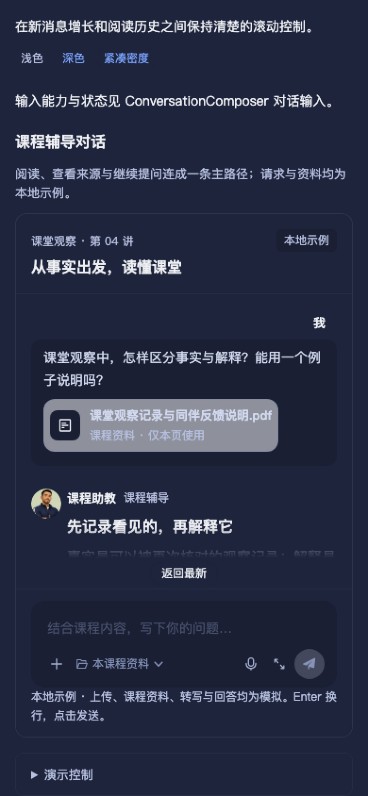 在新消息增长和阅读历史之间保持清楚的滚动控制。
浅色 深色 紧凑密度
输入能力与状态见 ConversationComposer 对话输入。
课程辅导对话
阅读、查看来源与继续提问连成一条主路径；请求与资料均为
本地示例。
课堂观察 · 第 04 讲 本地示例
从事实出发，读懂课堂
我
课堂观察中，怎样区分事实与解释？能用一个例
子说明吗？
课堂观察记录与同伴反馈说明.pdf
课程资料 · 仅本页使用
课程助教 课程辅导
先记录看见的，再解释它
返回最新
结合课程内容，写下你的问题...
本课程资料
本地示例 · 上传、课程资料、转写与回答均为模拟。Enter 换
行，点击发送。
演示控制